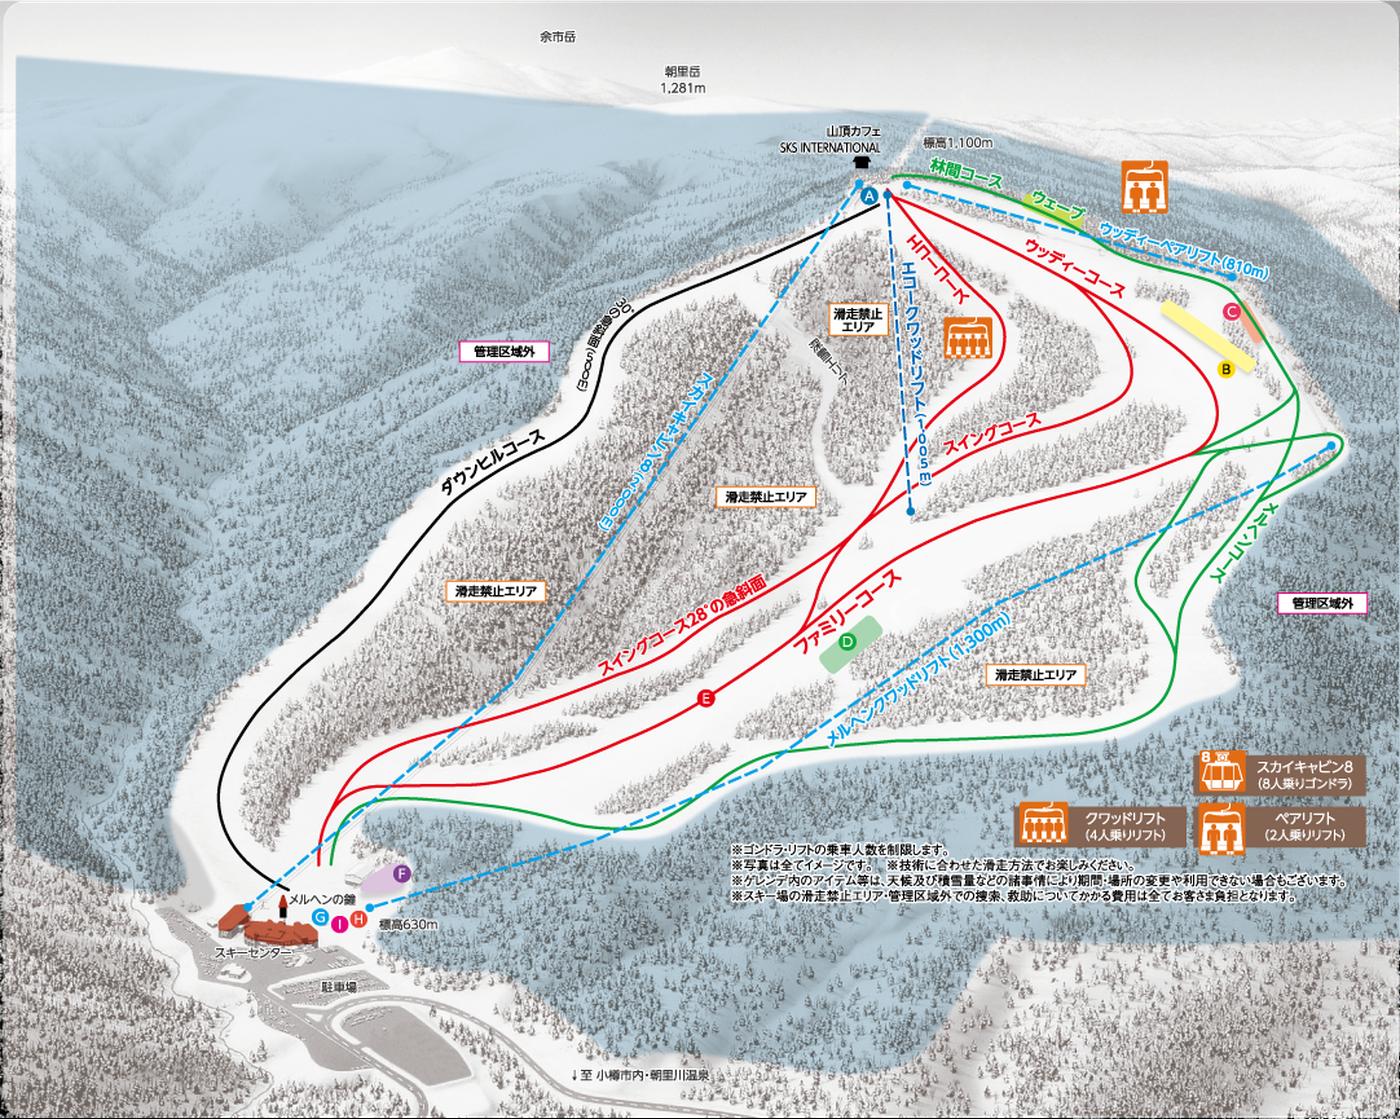 余市岳
朝里岳
1,281m
山頂カフェ
SKS INTERNATIONAL
標高1,100m
A
林間コース
ウェーブ
ウッディーペアリフト(810m)
エコーコース
ウッディーコース
エコークワッドリフト(1005m)
滑走禁止
エリア
30°の急斜面(500m)
管理区域外
C
B
スカイキャビン8(2000m)
スイングコース
ダウンヒルコース
滑走禁止エリア
メルヘンコース
滑走禁止エリア
スイングコース28°の急斜面
ファミリーコース
管理区域外
D
メルヘンクワッドリフト(1,300m)
滑走禁止エリア
E
8
スカイキャビン8
(8人乗りゴンドラ)
クワッドリフト
(4人乗りリフト)
ペアリフト
(2人乗りリフト)
※ゴンドラ・リフトの乗車人数を制限します。
※写真は全てイメージです。 ※技術に合わせた滑走方法でお楽しみください。
※ゲレンデ内のアイテム等は、天候及び積雪量などの諸事情により期間・場所の変更や利用できない場合もございます。
※スキー場の滑走禁止エリア・管理区域外での捜索、救助についてかかる費用は全てお客さま負担となります。
F
メルヘンの鐘
G
I
H
標高630m
スキーセンター
駐車場
↓至 小樽市内・朝里川温泉